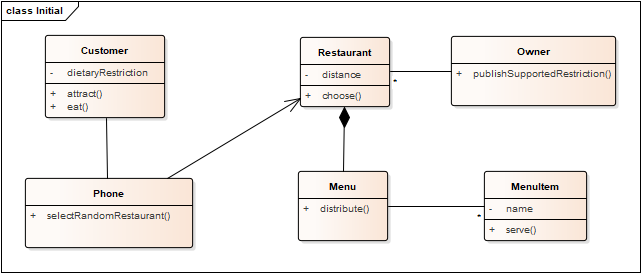 class Initial
Customer
- dietaryRestriction
+ attract()
+ eat()
Restaurant
- distance
+ choose()
*
Owner
+ publishSupportedRestriction()
Phone
+ selectRandomRestaurant()
Menu
+ distribute()
*
MenuItem
- name
+ serve()